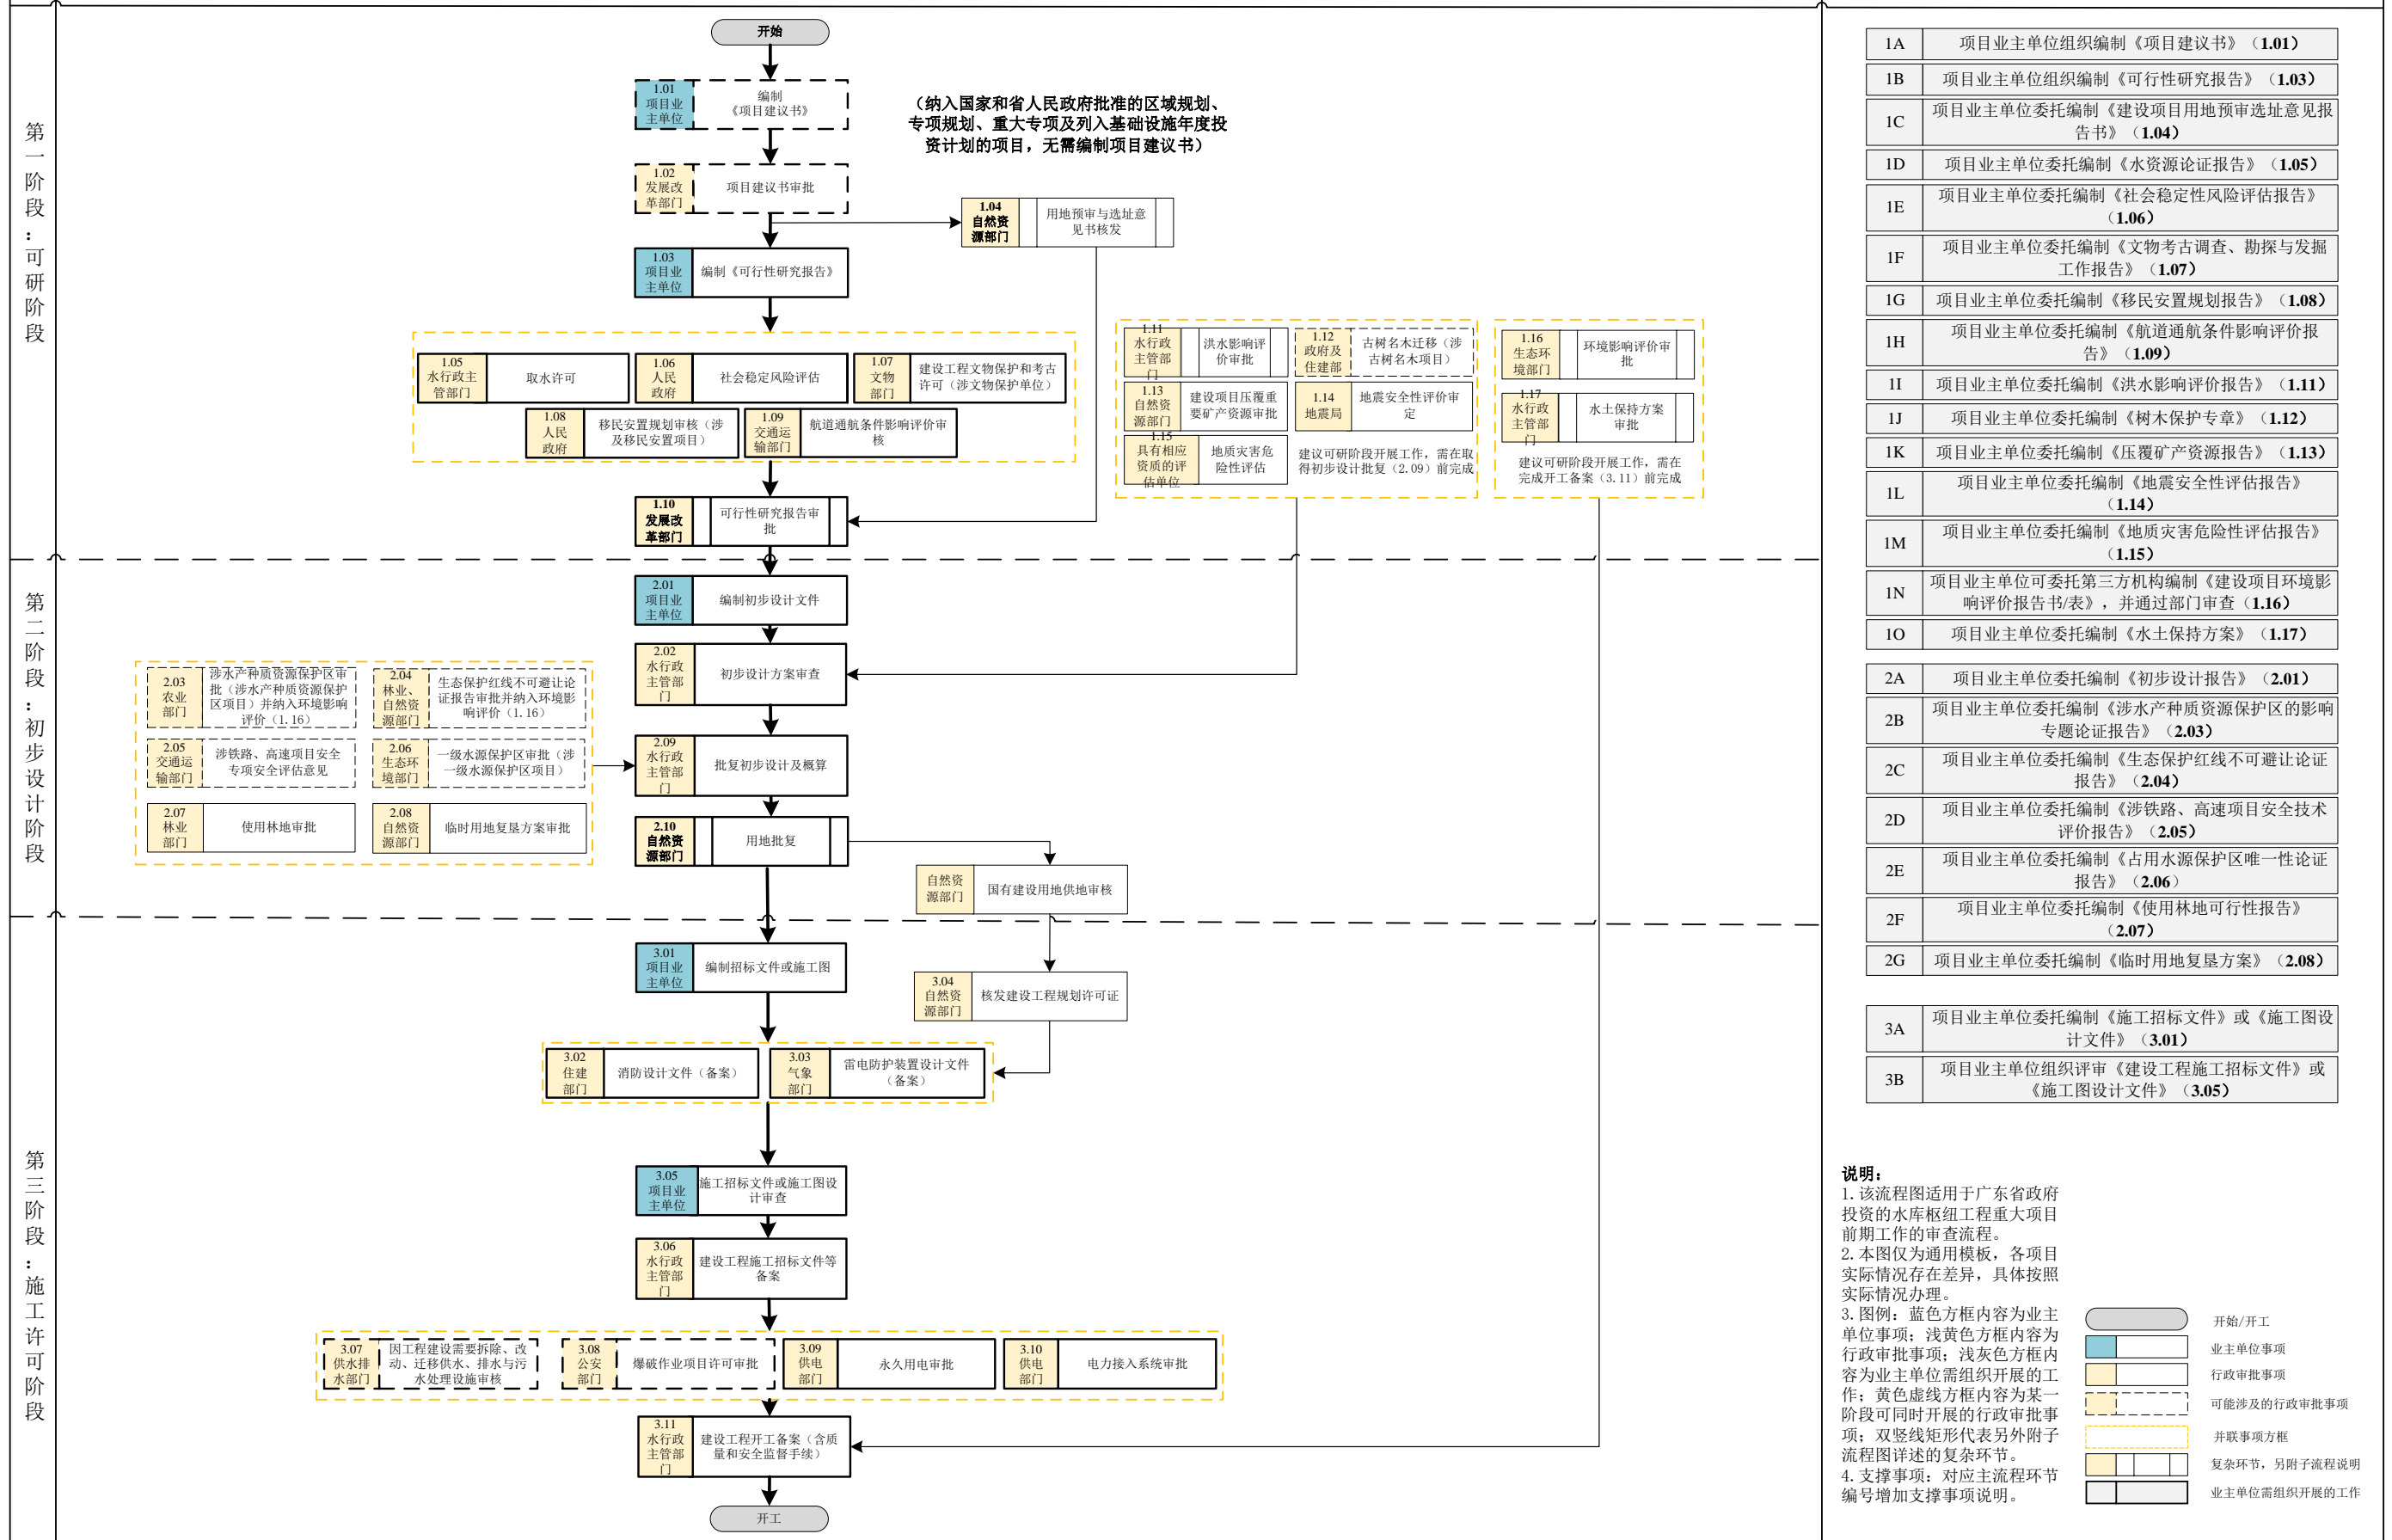 开始
1.01
项目业
主单位
编制
《项目建议书》
(纳入国家和省人民政府批准的区域规划、
专项规划、重大专项及列入基础设施年度投
资计划的项目，无需编制项目建议书)
1.02
发展改
革部门
项目建议书审批
1.04
自然资
源部门
用地预审与选址意
见书核发
1.03
项目业
主单位
编制《可行性研究报告》
第一阶段：可研阶段
1.05
水行政主
管部门
取水许可
1.06
人民
政府
社会稳定风险评估
1.07
文物
部门
建设工程文物保护和考古
许可（涉文物保护单位）
1.08
人民
政府
移民安置规划审核（涉
及移民安置项目）
1.09
交通运
输部门
航道通航条件影响评价审
核
1.11
水行政
主管部
门
洪水影响评
价审批
1.12
政府及
住建部
古树名木迁移（涉
古树名木项目）
1.13
自然资
源部门
建设项目压覆重
要矿产资源审批
1.14
地震局
地震安全性评价审
定
1.15
具有相应
资质的评
估单位
地质灾害危
险性评估
建议可研阶段开展工作，需在取
得初步设计批复（2.09）前完成
1.16
生态环
境部门
环境影响评价审
批
1.17
水行政
主管部
门
水土保持方案
审批
建议可研阶段开展工作，需在
完成开工备案（3.11）前完成
1.10
发展改
革部门
可行性研究报告审
批
第二阶段：初步设计阶段
2.01
项目业
主单位
编制初步设计文件
2.02
水行政
主管部
门
初步设计方案审查
2.03
农业
部门
涉水产种质资源保护区审
批（涉水产种质资源保护
区项目）并纳入环境影响
评价（1.16）
2.04
林业、
自然资
源部门
生态保护红线不可避让论
证报告审批并纳入环境影
响评价（1.16）
2.05
交通运
输部门
涉铁路、高速项目安全
专项安全评估意见
2.06
生态环
境部门
一级水源保护区审批（涉
一级水源保护区项目）
2.07
林业
部门
使用林地审批
2.08
自然资
源部门
临时用地复垦方案审批
2.09
水行政
主管部
门
批复初步设计及概算
2.10
自然资
源部门
用地批复
自然资
源部门
国有建设用地供地审核
第三阶段：施工许可阶段
3.01
项目业
主单位
编制招标文件或施工图
3.04
自然资
源部门
核发建设工程规划许可证
3.02
住建
部门
消防设计文件（备案）
3.03
气象
部门
雷电防护装置设计文件
（备案）
3.05
项目业
主单位
施工招标文件或施工图设
计审查
3.06
水行政
主管部
门
建设工程施工招标文件等
备案
3.07
供水排
水部门
因工程建设需要拆除、改
动、迁移供水、排水与污
水处理设施审核
3.08
公安
部门
爆破作业项目许可审批
3.09
供电
部门
永久用电审批
3.10
供电
部门
电力接入系统审批
3.11
水行政
主管部
门
建设工程开工备案（含质
量和安全监督手续）
开工
1A
项目业主单位组织编制《项目建议书》（1.01）
1B
项目业主单位组织编制《可行性研究报告》（1.03）
1C
项目业主单位委托编制《建设项目用地预审选址意见报
告书》（1.04）
1D
项目业主单位委托编制《水资源论证报告》（1.05）
1E
项目业主单位委托编制《社会稳定性风险评估报告》
（1.06）
1F
项目业主单位委托编制《文物考古调查、勘探与发掘
工作报告》（1.07）
1G
项目业主单位委托编制《移民安置规划报告》（1.08）
1H
项目业主单位委托编制《航道通航条件影响评价报
告》（1.09）
1I
项目业主单位委托编制《洪水影响评价报告》（1.11）
1J
项目业主单位委托编制《树木保护专章》（1.12）
1K
项目业主单位委托编制《压覆矿产资源报告》（1.13）
1L
项目业主单位委托编制《地震安全性评估报告》
（1.14）
1M
项目业主单位委托编制《地质灾害危险性评估报告》
（1.15）
1N
项目业主单位可委托第三方机构编制《建设项目环境影
响评价报告书/表》，并通过部门审查（1.16）
1O
项目业主单位委托编制《水土保持方案》（1.17）
2A
项目业主单位委托编制《初步设计报告》（2.01）
2B
项目业主单位委托编制《涉水产种质资源保护区的影响
专题论证报告》（2.03）
2C
项目业主单位委托编制《生态保护红线不可避让论证
报告》（2.04）
2D
项目业主单位委托编制《涉铁路、高速项目安全技术
评价报告》（2.05）
2E
项目业主单位委托编制《占用水源保护区唯一性论证
报告》（2.06）
2F
项目业主单位委托编制《使用林地可行性报告》
（2.07）
2G
项目业主单位委托编制《临时用地复垦方案》（2.08）
3A
项目业主单位委托编制《施工招标文件》或《施工图设
计文件》（3.01）
3B
项目业主单位组织评审《建设工程施工招标文件》或
《施工图设计文件》（3.05）
说明：
1.该流程图适用于广东省政府
投资的水库枢纽工程重大项目
前期工作的审查流程。
2.本图仅为通用模板，各项目
实际情况存在差异，具体按照
实际情况办理。
3.图例：蓝色方框内容为业主
单位事项；浅黄色方框内容为
行政审批事项；浅灰色方框内
容为业主单位需组织开展的工
作；黄色虚线方框内容为某一
阶段可同时开展的行政审批事
项；双竖线矩形代表另外附子
流程图详述的复杂环节。
4.支撑事项：对应主流程环节
编号增加支撑事项说明。
开始/开工
业主单位事项
行政审批事项
可能涉及的行政审批事项
并联事项方框
复杂环节，另附子流程说明
业主单位需组织开展的工作